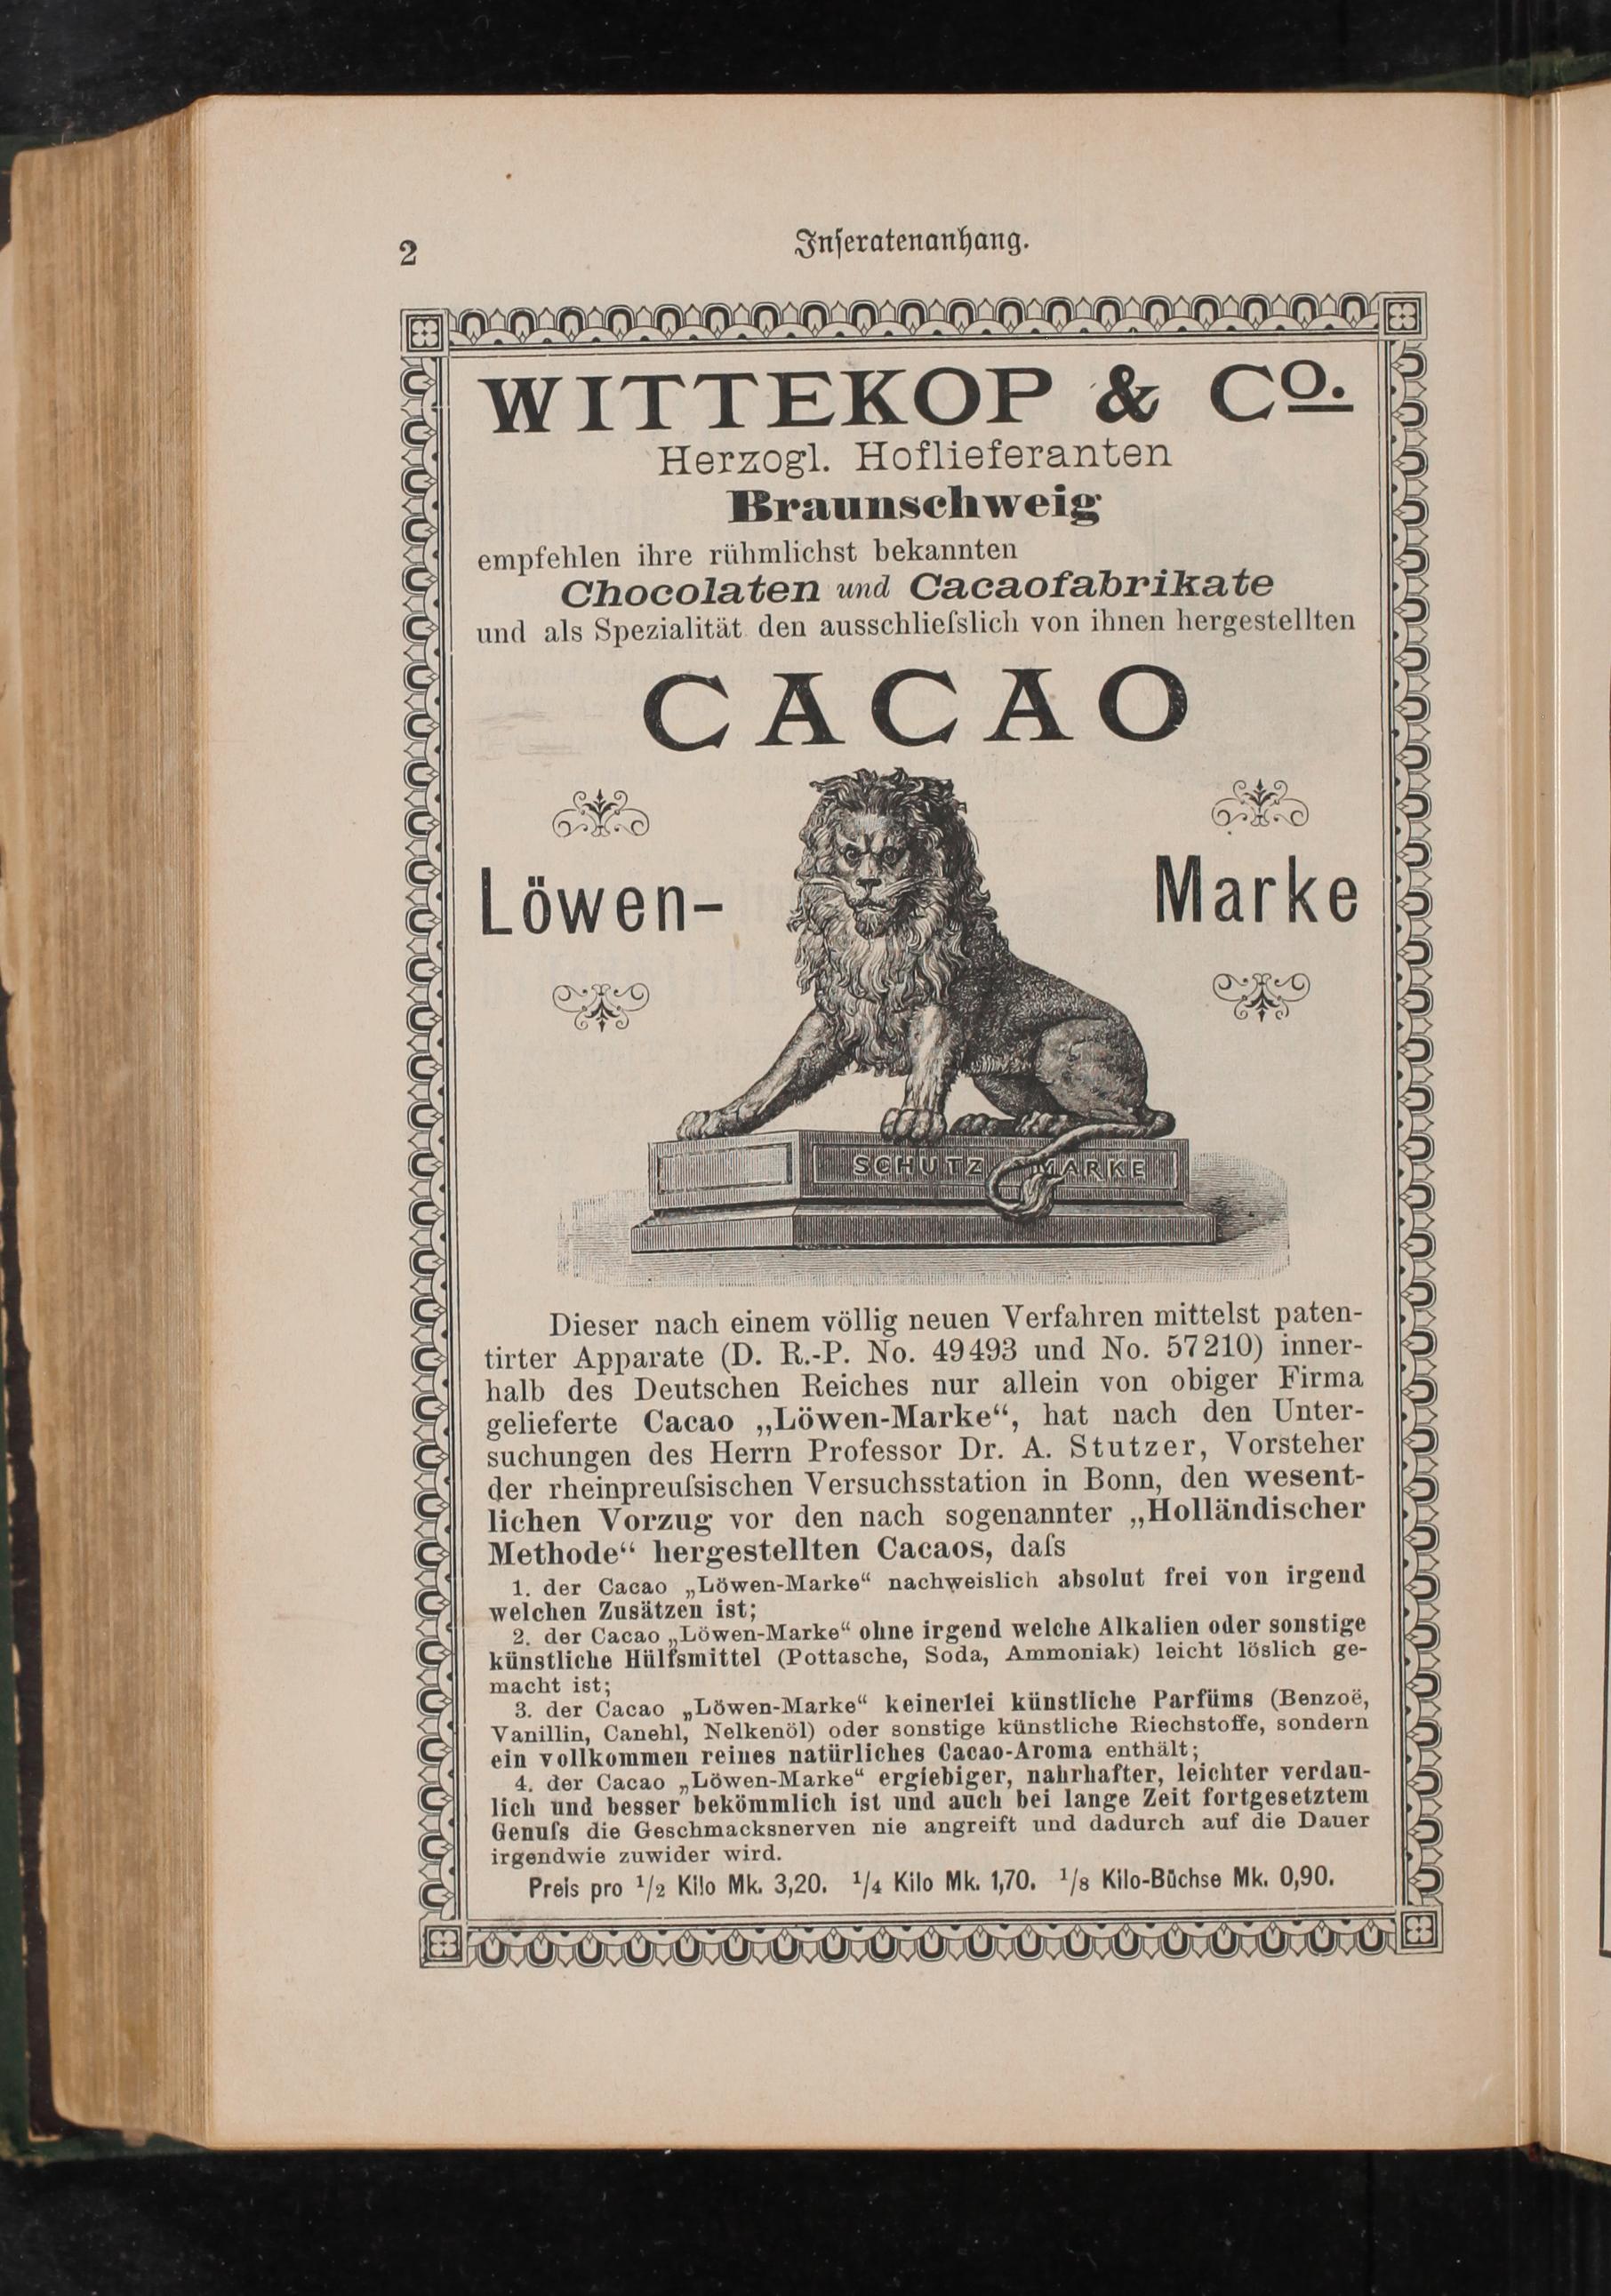 2
Inſeratenanhang.
WITTEKOP & Co.
Herzogl. Hoflieferanten
Braunschweig
empfehlen ihre rühmlichst bekannten
Chocolaten und Cacaofabrikate
und als Spezialität den ausschlieſslich von ihnen hergestellten
CACAO
Löwen- Marke
SCHUTZ MARKE
Dieser nach einem völlig neuen Verfahren mittelst paten-
tirter Apparate (D. R.-P. No. 49493 und No. 57210) inner-
halb des Deutschen Reiches nur allein von obiger Firma
gelieferte Cacao „Löwen-Marke“, hat nach den Unter-
suchungen des Herrn Professor Dr. A. Stutzer, Vorsteher
der rheinpreuſsischen Versuchsstation in Bonn, den wesent-
lichen Vorzug vor den nach sogenannter „Holländischer
Methode“ hergestellten Cacaos, daſs
1. der Cacao „Löwen-Marke“ nachweislich absolut frei von irgend
welchen Zusätzen ist;
2. der Cacao „Löwen-Marke“ ohne irgend welche Alkalien oder sonstige
künstliche Hülfsmittel (Pottasche, Soda, Ammoniak) leicht löslich ge-
macht ist;
3. der Cacao „Löwen-Marke“ keinerlei künstliche Parfüms (Benzoë,
Vanillin, Canehl, Nelkenöl) oder sonstige künstliche Riechstoffe, sondern
ein vollkommen reines natürliches Cacao-Aroma enthält;
4. der Cacao „Löwen-Marke“ ergiebiger, nahrhafter, leichter verdau-
lich und besser bekömmlich ist und auch bei lange Zeit fortgesetztem
Genuſs die Geschmacksnerven nie angreift und dadurch auf die Dauer
irgendwie zuwider wird.
Preis pro 1/2 Kilo Mk. 3,20. 1/4 Kilo Mk. 1,70. 1/8 Kilo-Büchse Mk. 0,90.